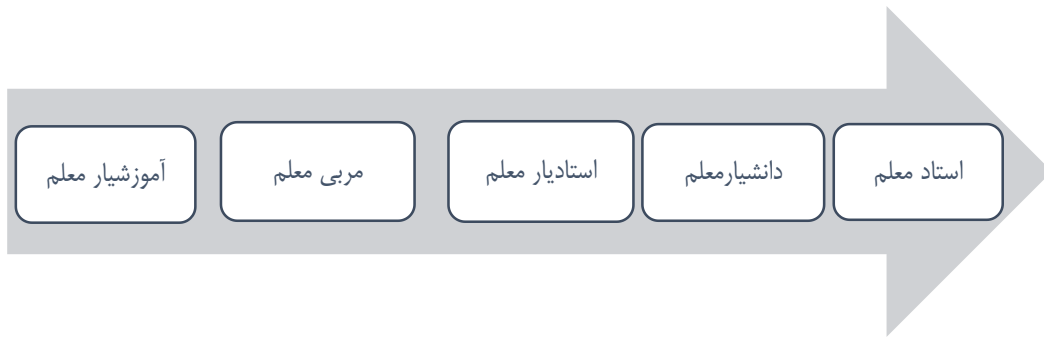 آموزشیار معلم
مربی معلم
استادیار معلم
دانشیارمعلم
استاد معلم